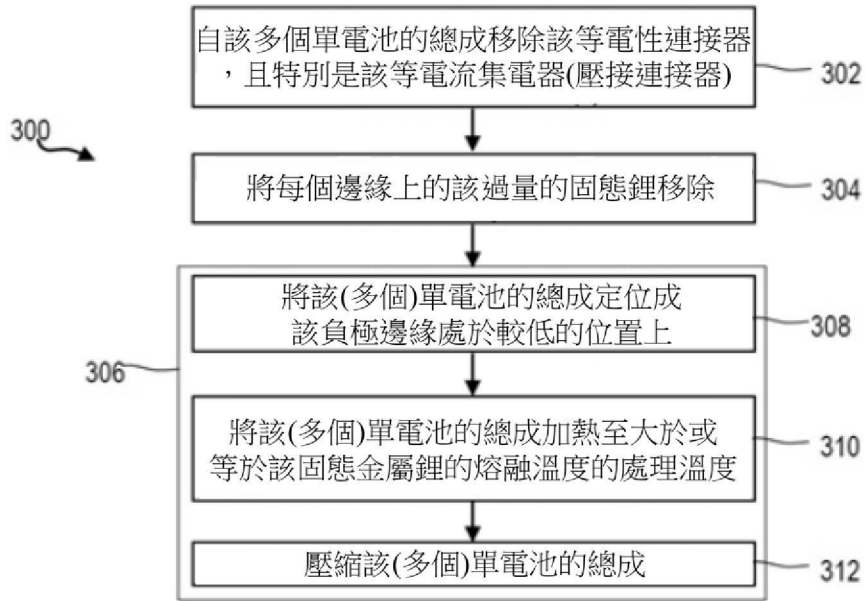 自該多個單電池的總成移除該等電性連接器
，且特別是該等電流集電器(壓接連接器)
302
300
將每個邊緣上的該過量的固態鋰移除
304
將該(多個)單電池的總成定位成
該负極邊緣處於較低的位置上
308
306
將該(多個)單電池的總成加熱至大於或
等於該固態金屬鋰的熔融溫度的處理溫度
310
壓縮該(多個)單電池的總成
312